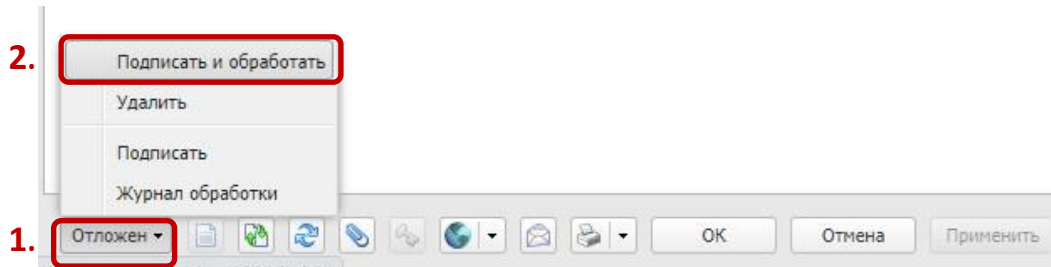 2.
Подписать и обработать
Удалить
Подписать
Журнал обработки
1.
Отложен
ОК
Отмена
Применить